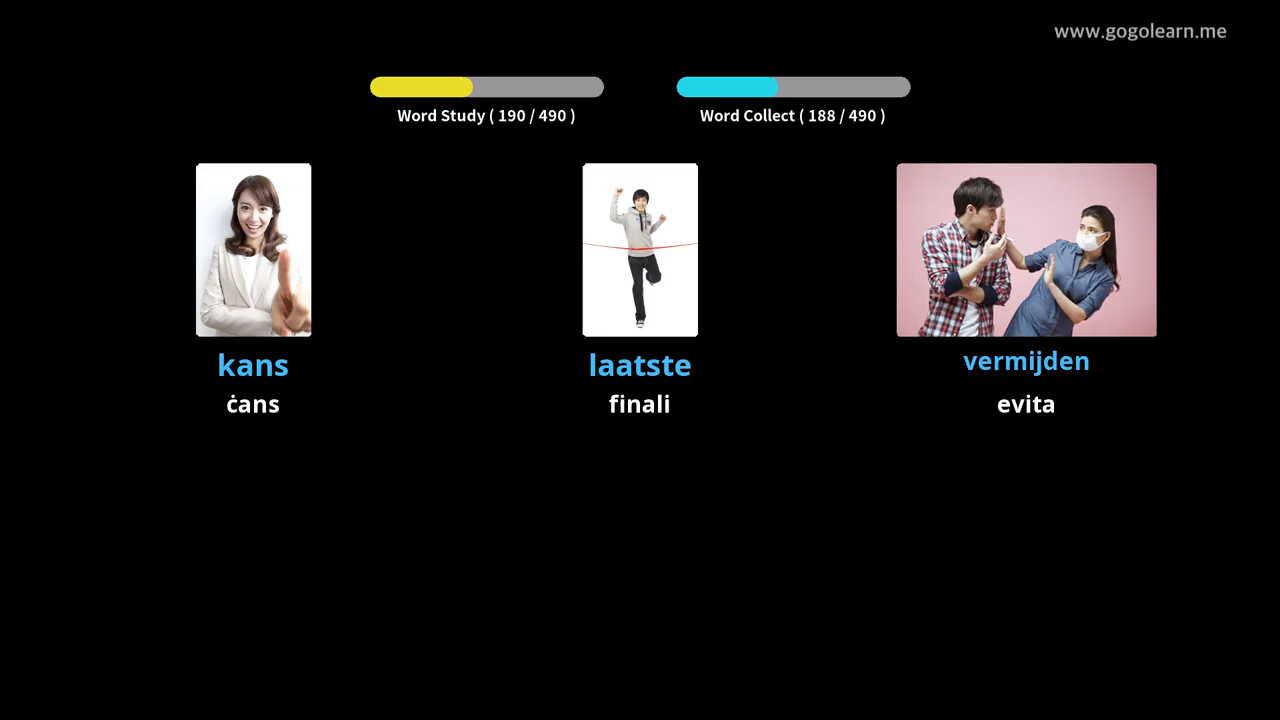 www.gogolearn.me
Word Study ( 190 / 490 )
Word Collect ( 188 / 490 )
kans
laatste
vermijden
ċans
finali
evita